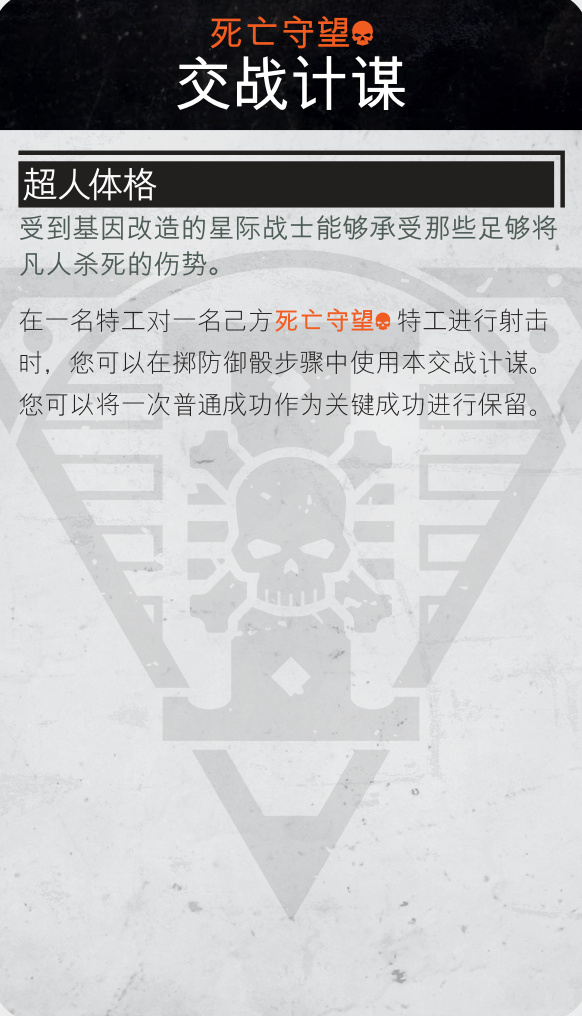 死亡守望
交战计谋
超人体格
受到基因改造的星际战士能够承受那些足够将
凡人杀死的伤势。
在一名特工对一名己方死亡守望 特工进行射击
时，您可以在掷防御骰步骤中使用本交战计谋。
您可以将一次普通成功作为关键成功进行保留。